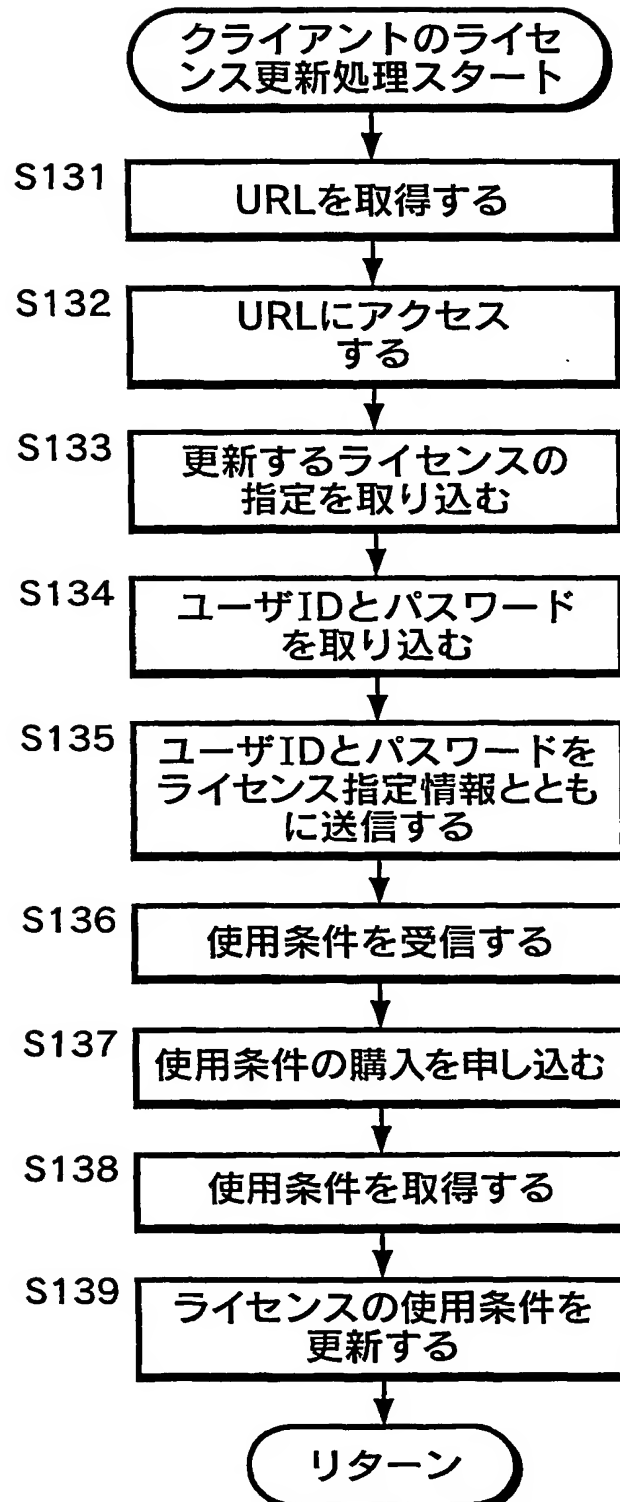 クライアントのライセ
ンス更新処理スタート
S131
URLを取得する
S132
URLにアクセス
する
S133
更新するライセンスの
指定を取り込む
S134
ユーザIDとパスワード
を取り込む
S135
ユーザIDとパスワードを
ライセンス指定情報ととも
に送信する
S136
使用条件を受信する
S137
使用条件の購入を申し込む
S138
使用条件を取得する
S139
ライセンスの使用条件を
更新する
リターン